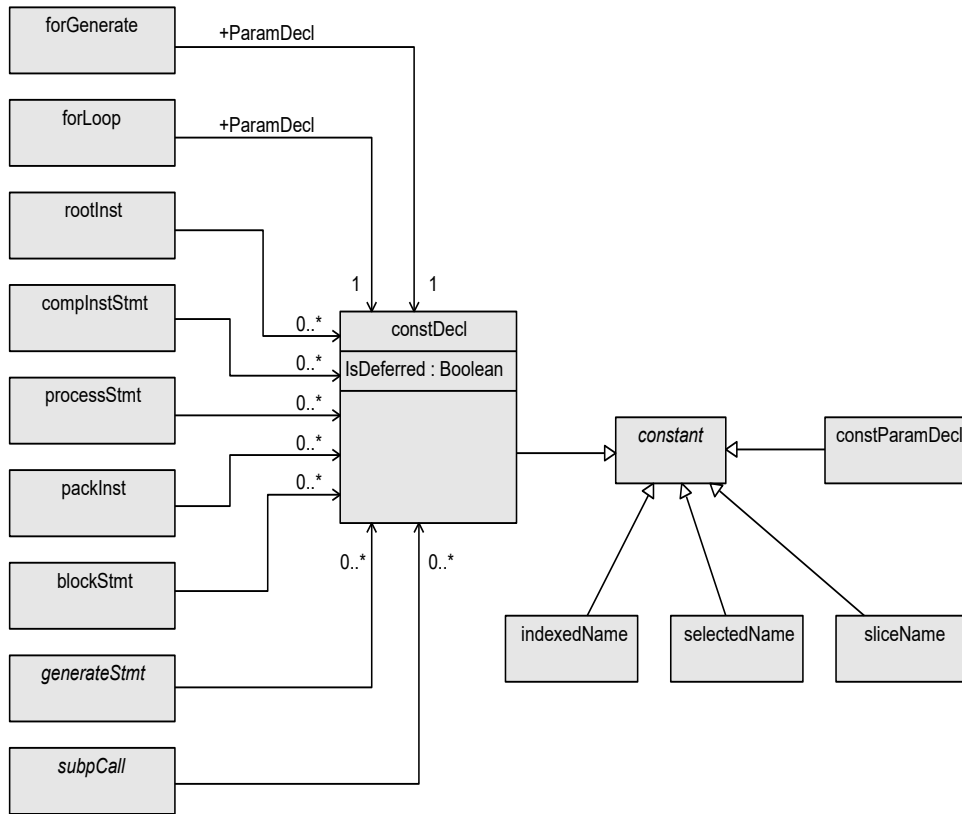 forGenerate
+ParamDecl
forLoop
+ParamDecl
rootInst
1
1
compInstStmt
0..*
constDecl
0..*
IsDeferred : Boolean
processStmt
0..*
0..*
constant
constParamDecl
packInst
0..*
blockStmt
0..*
0..*
indexedName
selectedName
sliceName
generateStmt
subpCall